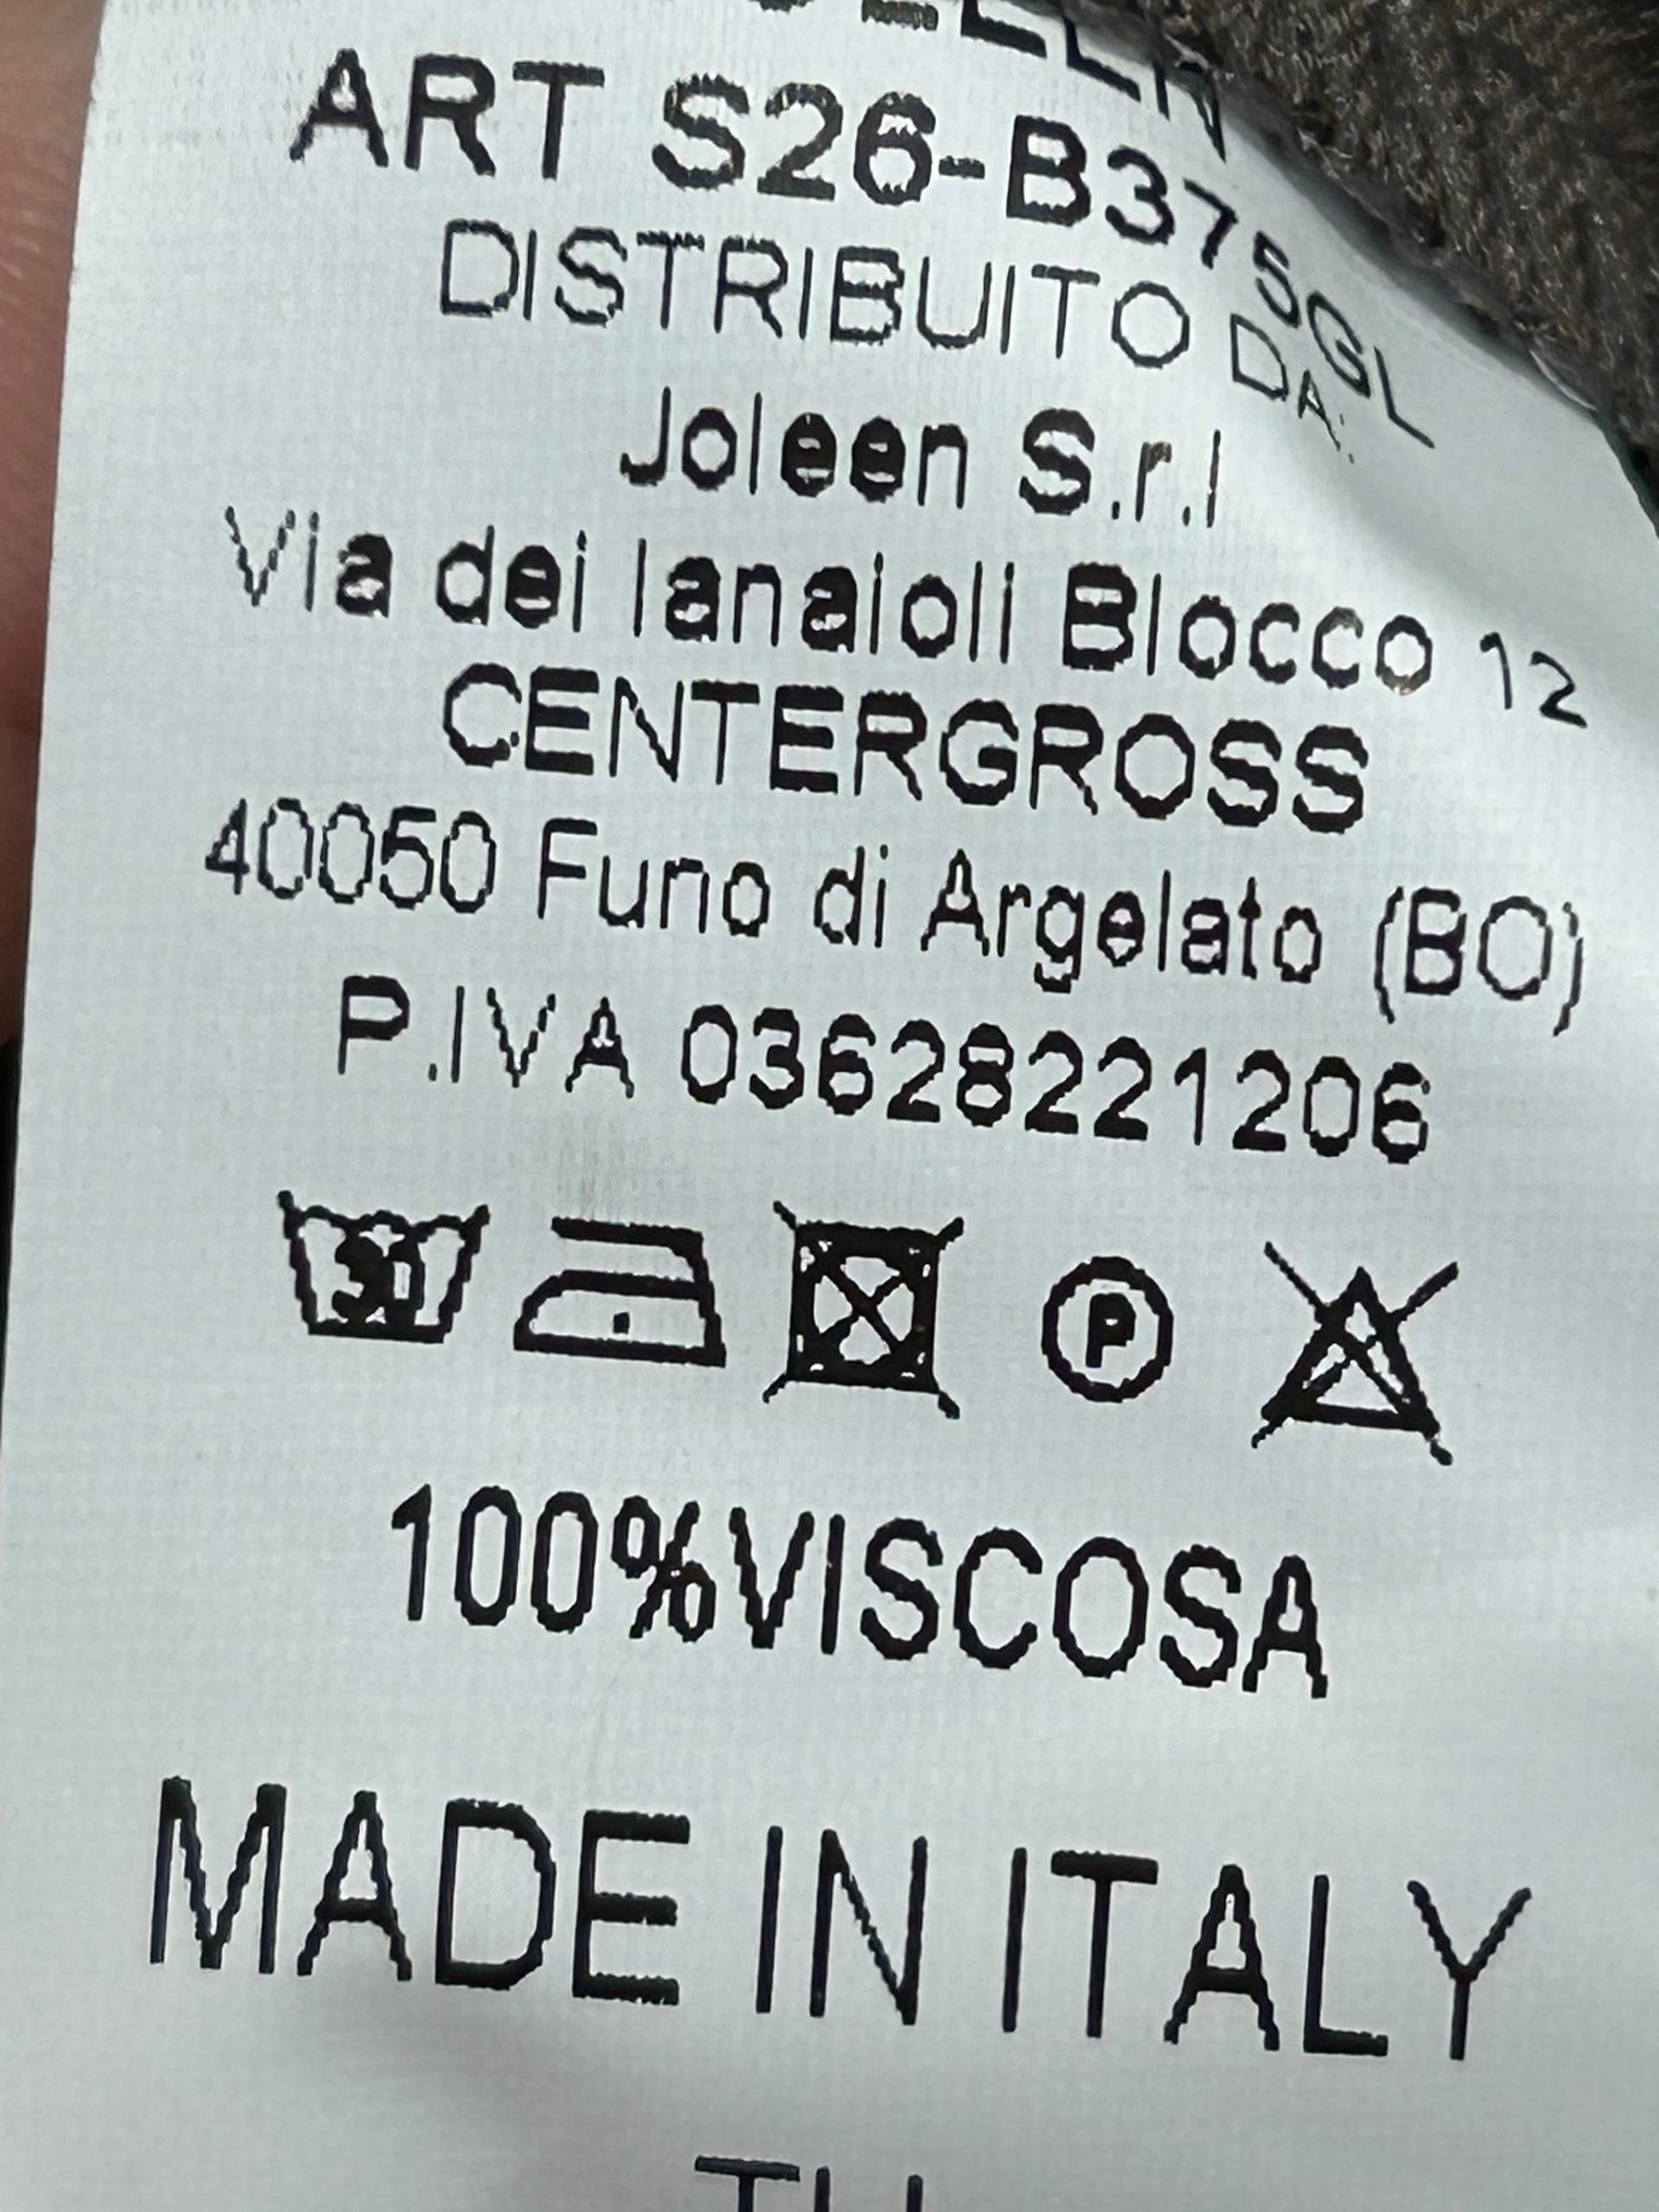 ART S26-B375GL
DISTRIBUITO DA:
Joleen S.r.l
Via dei lanaioli Blocco 12
CENTERGROSS
40050 Funo di Argelato (BO)
P.IVA 03628221206
30
P
100%VISCOSA
MADE IN ITALY